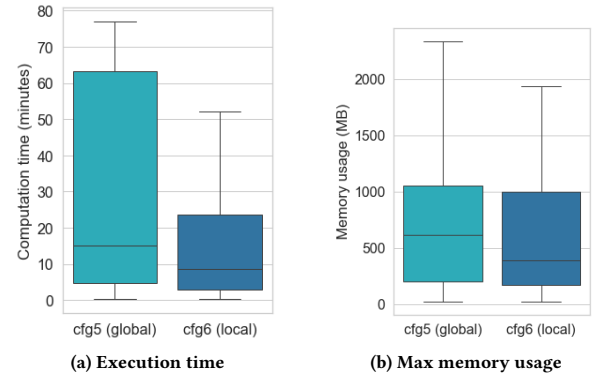 80
70
60
50
40
30
20
10
0
Computation time (minutes)
cfg5 (global) cfg6 (local)
(a) Execution time
2000
1500
1000
500
0
Memory usage (MB)
cfg5 (global) cfg6 (local)
(b) Max memory usage